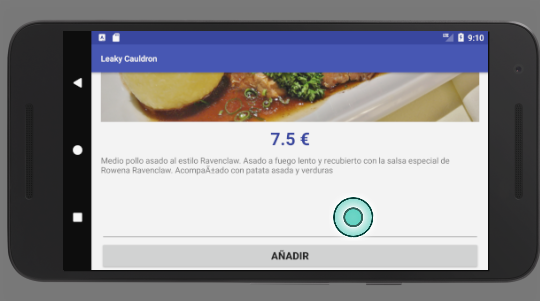 9:10
Leaky Cauldron
7.5 €
Medio pollo asado al estilo Ravenclaw. Asado a fuego lento y recubierto con la salsa especial de
Rowena Ravenclaw. AcompaÃ±ado con patata asada y verduras
AÑADIR